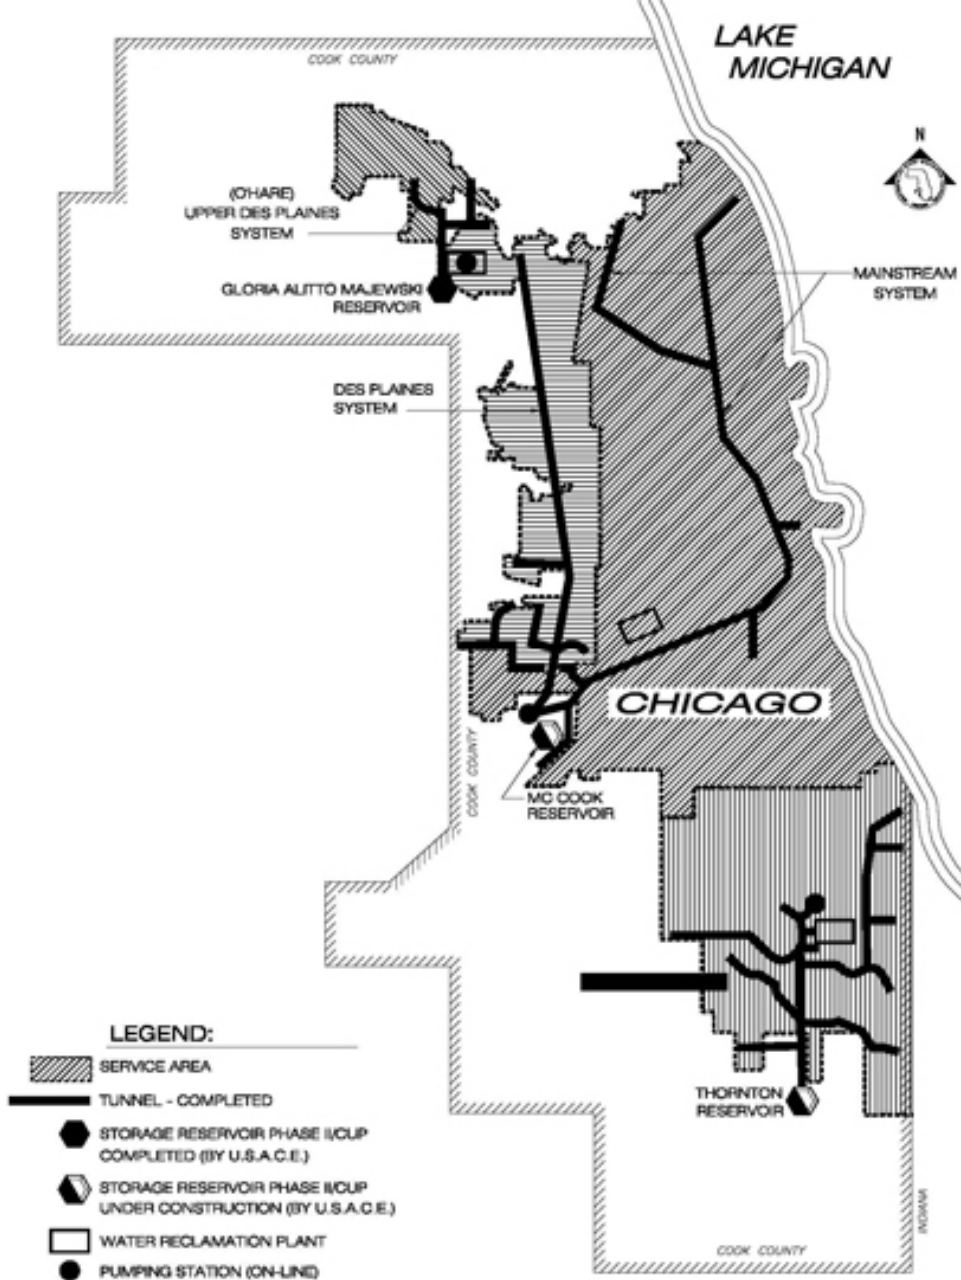 LAKE
MICHIGAN
COOK COUNTY
N
(O'HARE)
UPPER DES PLAINES
SYSTEM
MAINSTREAM
SYSTEM
GLORIA ALITTO MAJEWSKI
RESERVOIR
DES PLAINES
SYSTEM
CHICAGO
COOK COUNTY
MC COOK
RESERVOIR
THORNTON
RESERVOIR
LEGEND:
SERVICE AREA
TUNNEL - COMPLETED
STORAGE RESERVOIR PHASE II/CUP
COMPLETED (BY U.S.A.C.E.)
STORAGE RESERVOIR PHASE II/CUP
UNDER CONSTRUCTION (BY U.S.A.C.E.)
WATER RECLAMATION PLANT
PUMPING STATION (ON-LINE)
INDIANA
COOK COUNTY